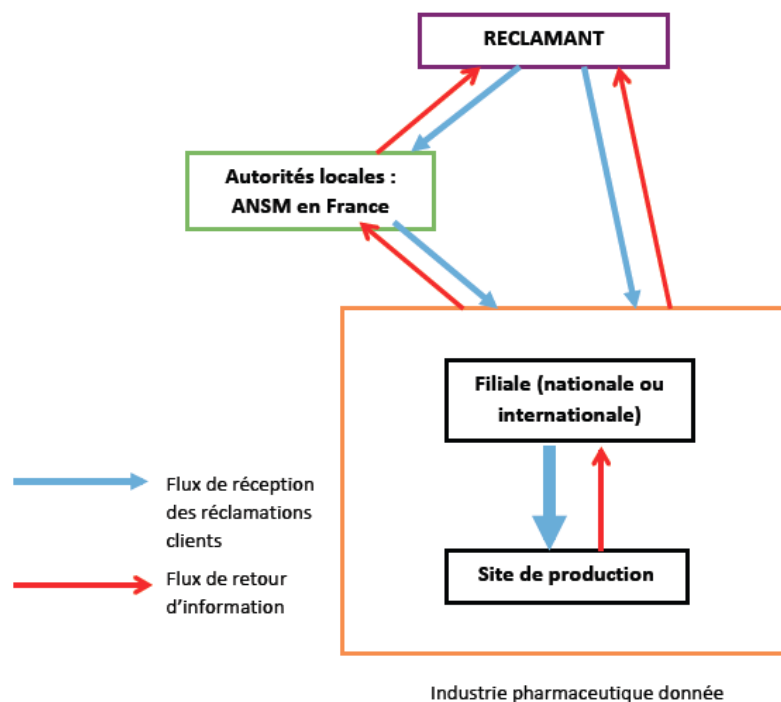 RECLAMANT
Autorités locales :
ANSM en France
Filiale (nationale ou
internationale)
Flux de réception
des réclamations
clients
Site de production
Flux de retour
d'information
Industrie pharmaceutique donnée